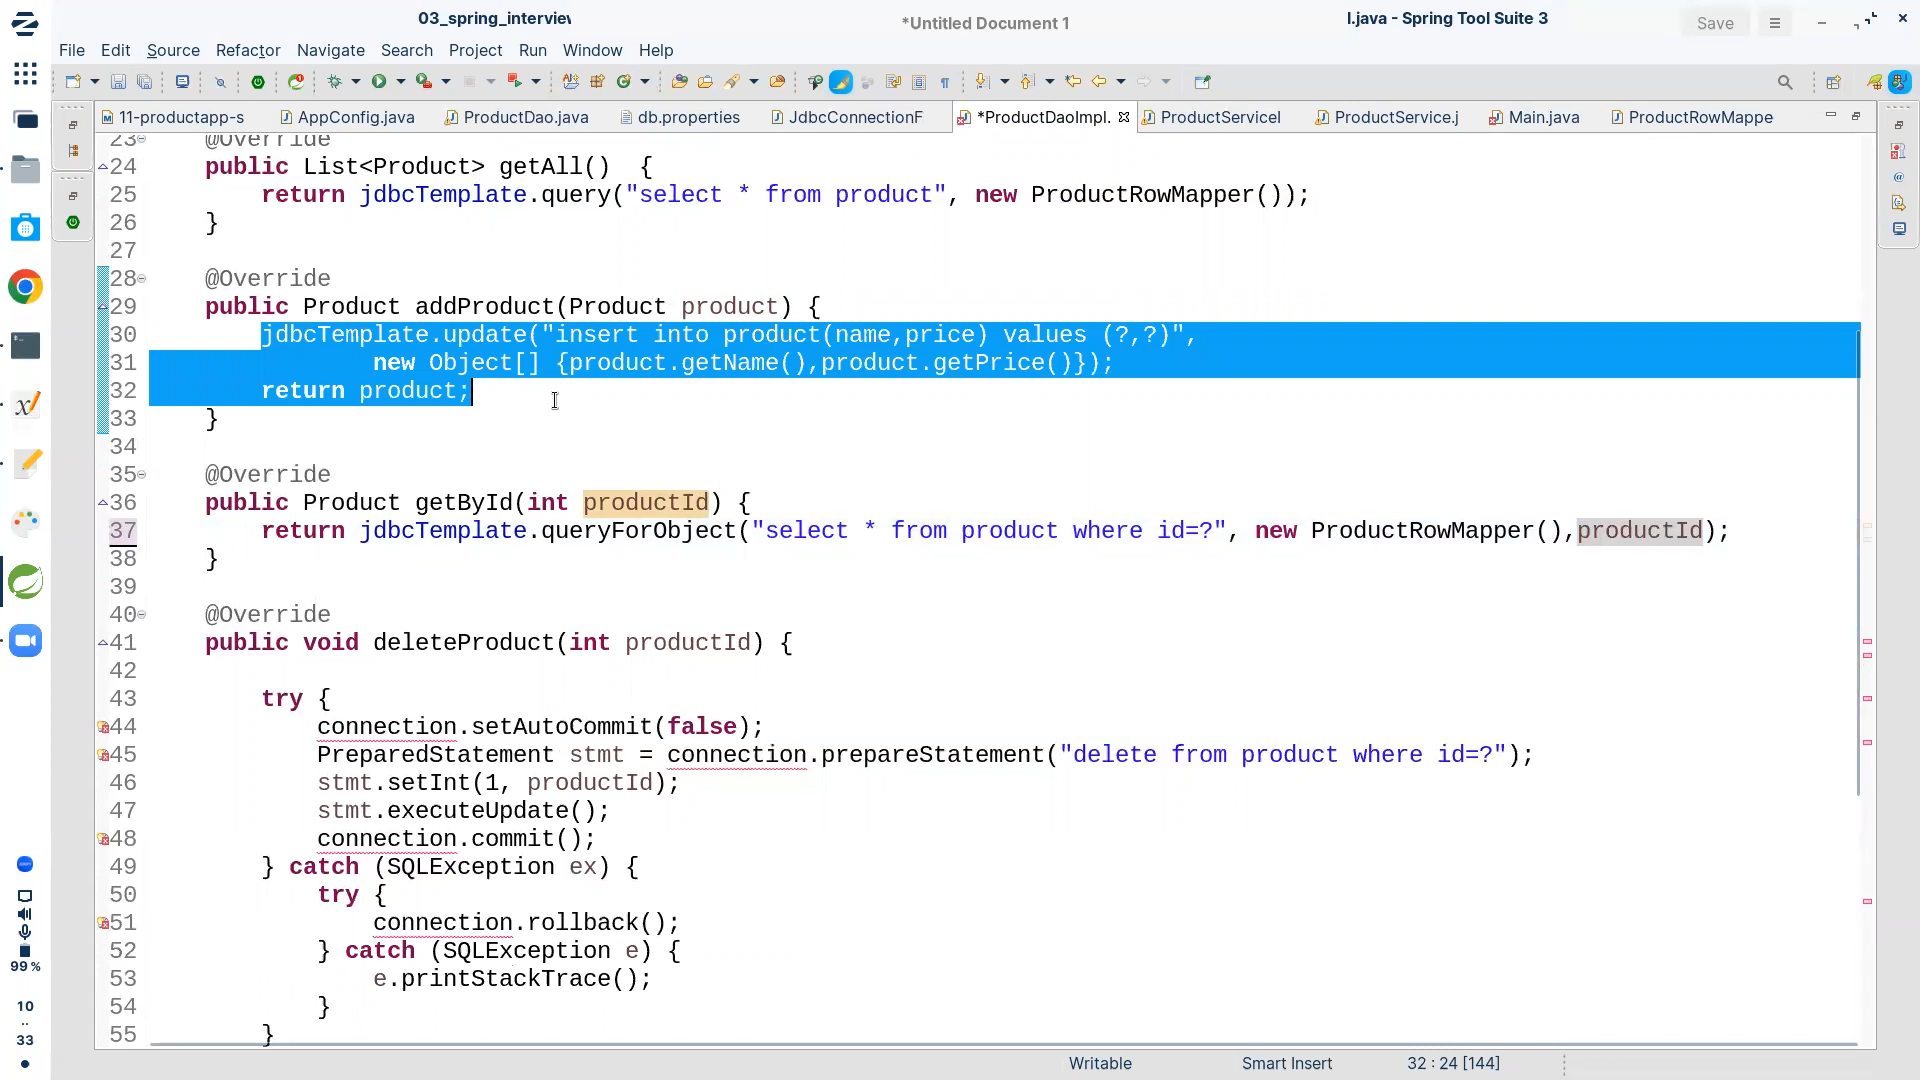 03_spring_interview
*Untitled Document 1
l.java - Spring Tool Suite 3
Save
File Edit Source Refactor Navigate Search Project Run Window Help
11-productapp-s
AppConfig.java
ProductDao.java
db.properties
JdbcConnectionF
*ProductDaoImpl.
ProductServiceI
ProductService.j
Main.java
ProductRowMappe
23 @Override
24 public List<Product> getAll()  {
25 return jdbcTemplate.query("select * from product", new ProductRowMapper());
26 }
27
28 @Override
29 public Product addProduct(Product product) {
30 jdbcTemplate.update("insert into product(name,price) values (?,?)",
31 new Object[] {product.getName(),product.getPrice()});
32 return product;
33 }
34
35 @Override
36 public Product getById(int productId) {
37 return jdbcTemplate.queryForObject("select * from product where id=?", new ProductRowMapper(),productId);
38 }
39
40 @Override
41 public void deleteProduct(int productId) {
42
43 try {
44 connection.setAutoCommit(false);
45 PreparedStatement stmt = connection.prepareStatement("delete from product where id=?");
46 stmt.setInt(1, productId);
47 stmt.executeUpdate();
48 connection.commit();
49 } catch (SQLException ex) {
50 try {
51 connection.rollback();
52 } catch (SQLException e) {
53 e.printStackTrace();
54 }
55 }
99 %
10
..
33
Writable
Smart Insert
32 : 24 [144]